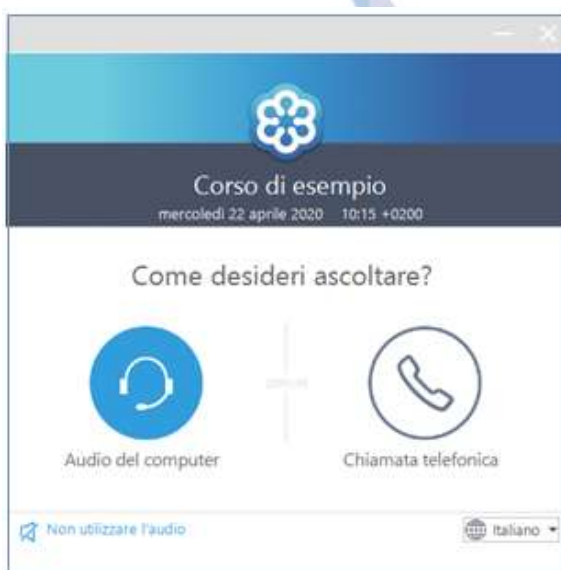 Corso di esempio
mercoledì 22 aprile 2020 10:15 +0200
Come desideri ascoltare?
Audio del computer
Chiamata telefonica
Non utilizzare l'audio
Italiano